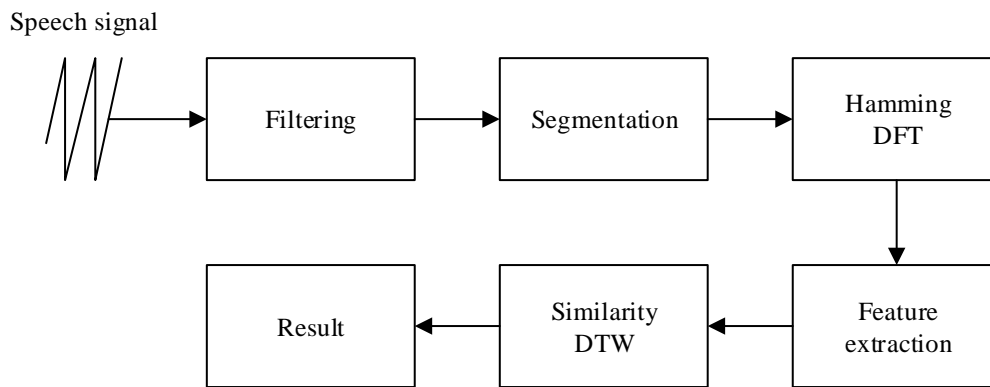 Speech signal
Filtering
Segmentation
Hamming
DFT
Feature
extraction
Similarity
DTW
Result